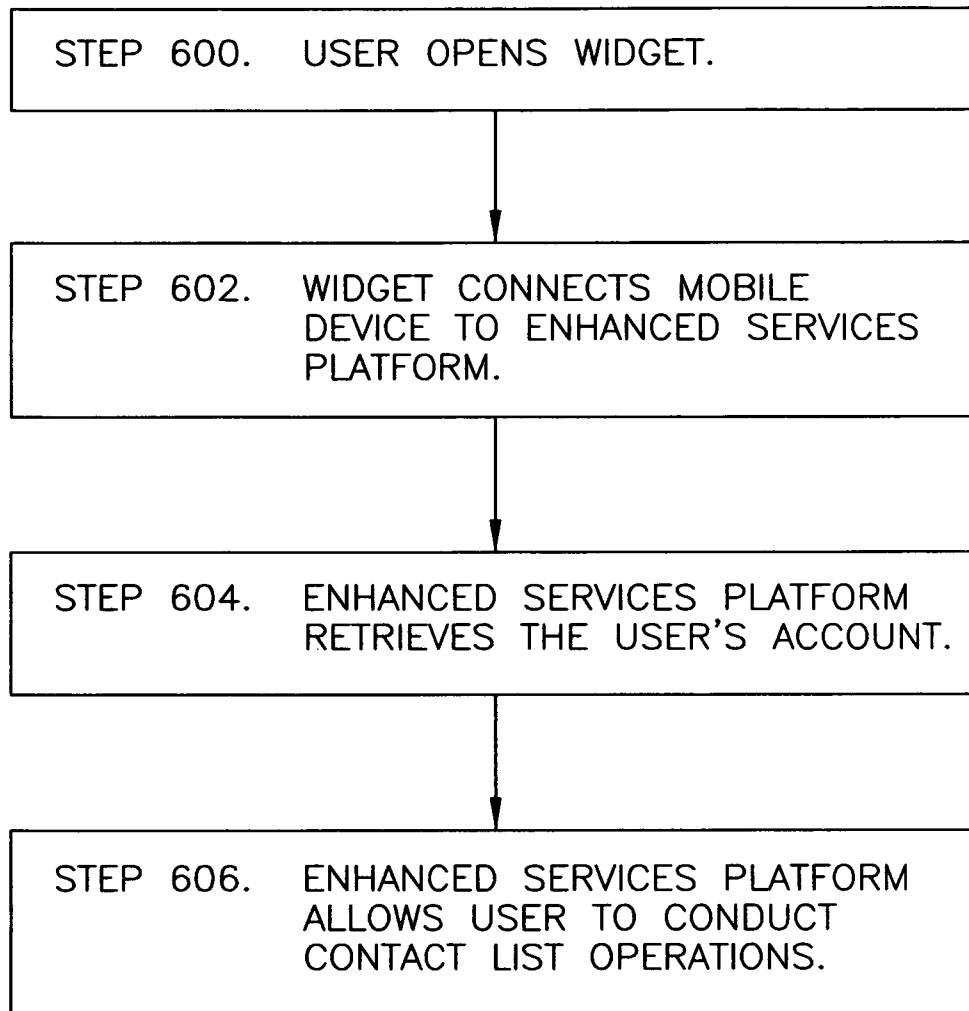 STEP 600. USER OPENS WIDGET.
STEP 602. WIDGET CONNECTS MOBILE
DEVICE TO ENHANCED SERVICES
PLATFORM.
STEP 604. ENHANCED SERVICES PLATFORM
RETRIEVES THE USER'S ACCOUNT.
STEP 606. ENHANCED SERVICES PLATFORM
ALLOWS USER TO CONDUCT
CONTACT LIST OPERATIONS.